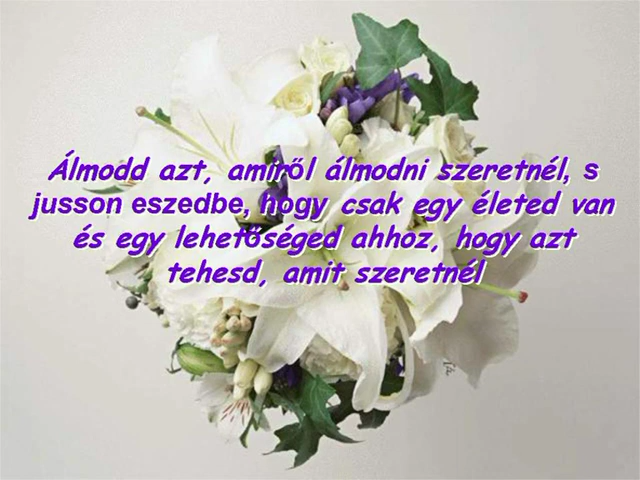 Álmodd azt, amiről álmodni szeretnél, s
jusson eszedbe, hogy csak egy életed van
és egy lehetőséged ahhoz, hogy azt
tehesd, amit szeretnél